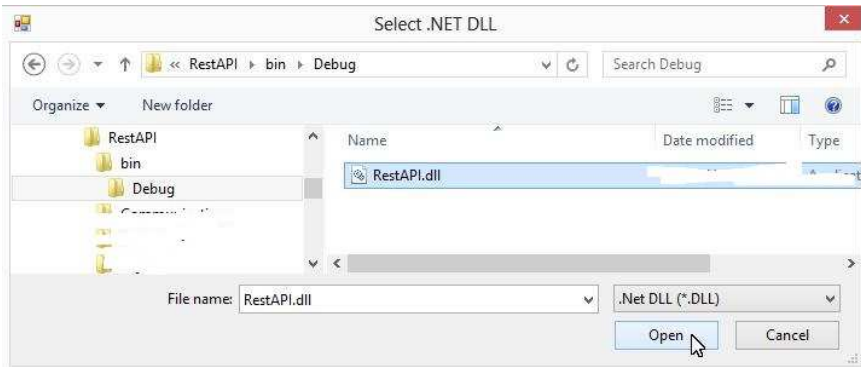 Select .NET DLL
« RestAPI bin Debug
Search Debug
Organize
New folder
RestAPI
bin
Debug
Name
Date modified
Type
RestAPI.dll
File name: RestAPI.dll
.Net DLL (*.DLL)
Open
Cancel